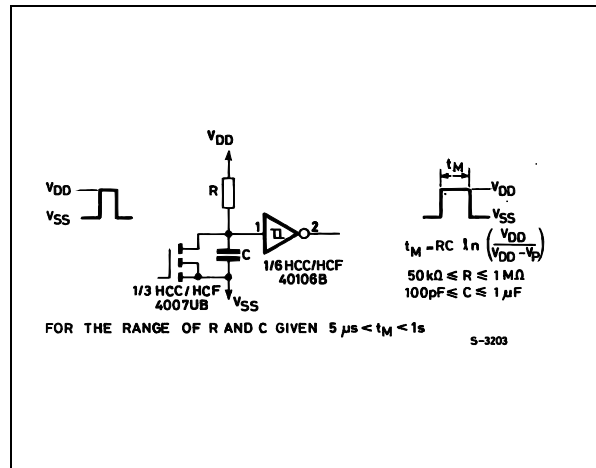 VDD
VDD
VSS
R
1
2
C
1/6 HCC/HCF
40106B
1/3 HCC/HCF
4007UB
VSS
tM
VDD
VSS
tM = RC ln (VDD / VDD - VP)
50kΩ ≤ R ≤ 1MΩ
100pF ≤ C ≤ 1µF
FOR THE RANGE OF R AND C GIVEN 5 µs < tM < 1s
S-3203